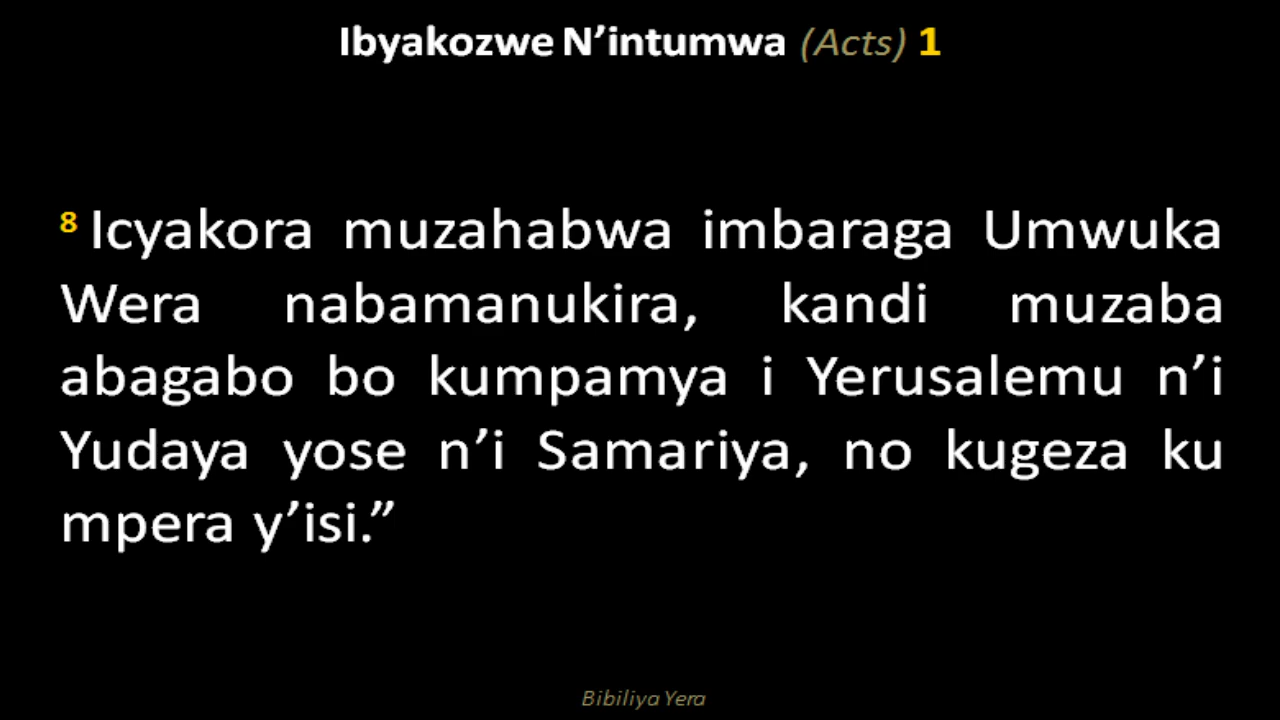 Ibyakozwe N’intumwa (Acts) 1
8 Icyakora muzahabwa imbaraga Umwuka
Wera nabamanukira, kandi muzaba
abagabo bo kumpamya i Yerusalemu n’i
Yudaya yose n’i Samariya, no kugeza ku
mpera y’isi.”
Bibiliya Yera